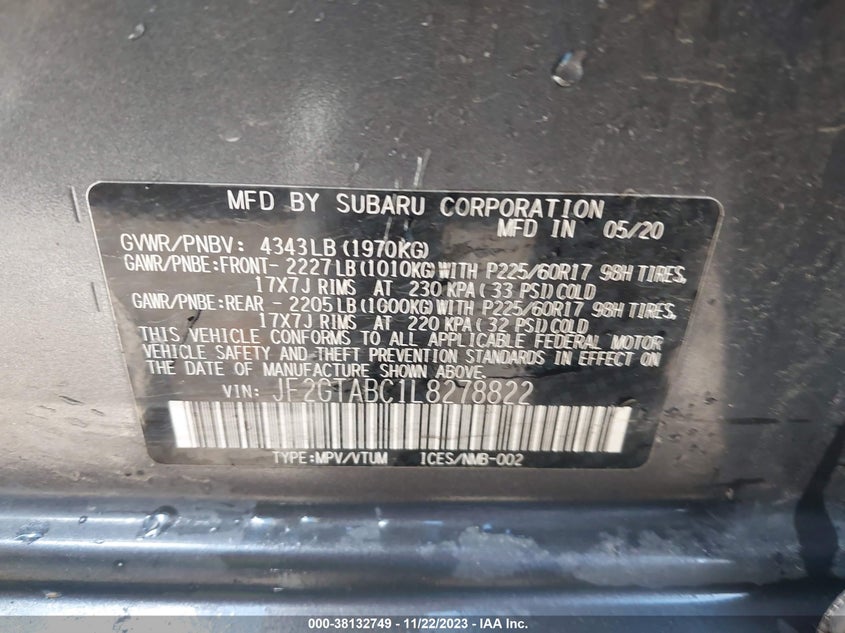 MFD BY SUBARU CORPORATION
MFD IN 05/20
GVWR/PNBV: 4343LB(1970KG)
GAWR/PNBE:FRONT- 2227LB(1010KG)WITH P225/60R17 98H TIRES,
17X7J RIMS AT 230 KPA(33 PSI)COLD
GAWR/PNBE:REAR - 2205LB(1000KG)WITH P225/60R17 98H TIRES,
17X7J RIMS AT 220 KPA(32 PSI)COLD
THIS VEHICLE CONFORMS TO ALL APPLICABLE FEDERAL MOTOR
VEHICLE SAFETY AND THEFT PREVENTION STANDARDS IN EFFECT ON
THE DATE OF MANUFACTURE SHOWN ABOVE.
VIN: JF2GTABC1L8278822
TYPE:MPV/VTUM ICES/NMB-002
000-38132749 - 11/22/2023 - IAAI Inc.